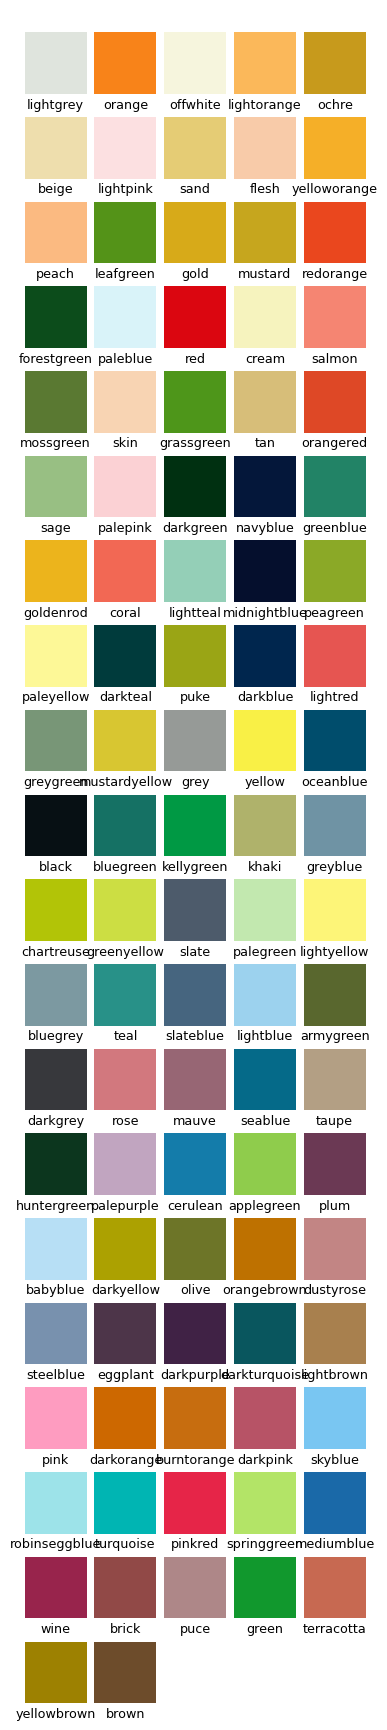 lightgrey orange offwhite lightorange ochre
beige lightpink sand flesh yelloworange
peach leafgreen gold mustard redorange
forestgreen paleblue red cream salmon
mossgreen skin grassgreen tan orangered
sage palepink darkgreen navyblue greenblue
goldenrod coral lightteal midnightblue peagreen
paleyellow darkteal puke darkblue lightred
greygreen mustardyellow grey yellow oceanblue
black bluegreen kellygreen khaki greyblue
chartreuse greenyellow slate palegreen lightyellow
bluegrey teal slateblue lightblue armygreen
darkgrey rose mauve seablue taupe
huntergreen palepurple cerulean applegreen plum
babyblue darkyellow olive orangebrown dustyrose
steelblue eggplant darkpurple darkturquoise lightbrown
pink darkorange burntorange darkpink skyblue
robinseggblue turquoise pinkred springgreen mediumblue
wine brick puce green terracotta
yellowbrown brown